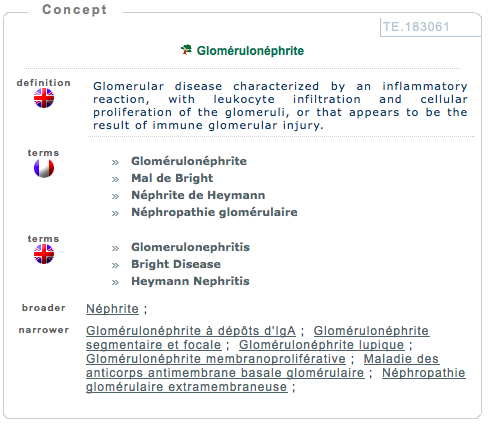 Concept
TE.183061
Glomérulonéphrite
definition
Glomerular disease characterized by an inflammatory
reaction, with leukocyte infiltration and cellular
proliferation of the glomeruli, or that appears to be the
result of immune glomerular injury.
terms
» Glomérulonéphrite
» Mal de Bright
» Néphrite de Heymann
» Néphropathie glomérulaire
terms
» Glomerulonephritis
» Bright Disease
» Heymann Nephritis
broader Néphrite ;
narrower Glomérulonéphrite à dépôts d'IgA ; Glomérulonéphrite
segmentaire et focale ; Glomérulonéphrite lupique ;
Glomérulonéphrite membranoproliférative ; Maladie des
anticorps antimembrane basale glomérulaire ; Néphropathie
glomérulaire extramembraneuse ;